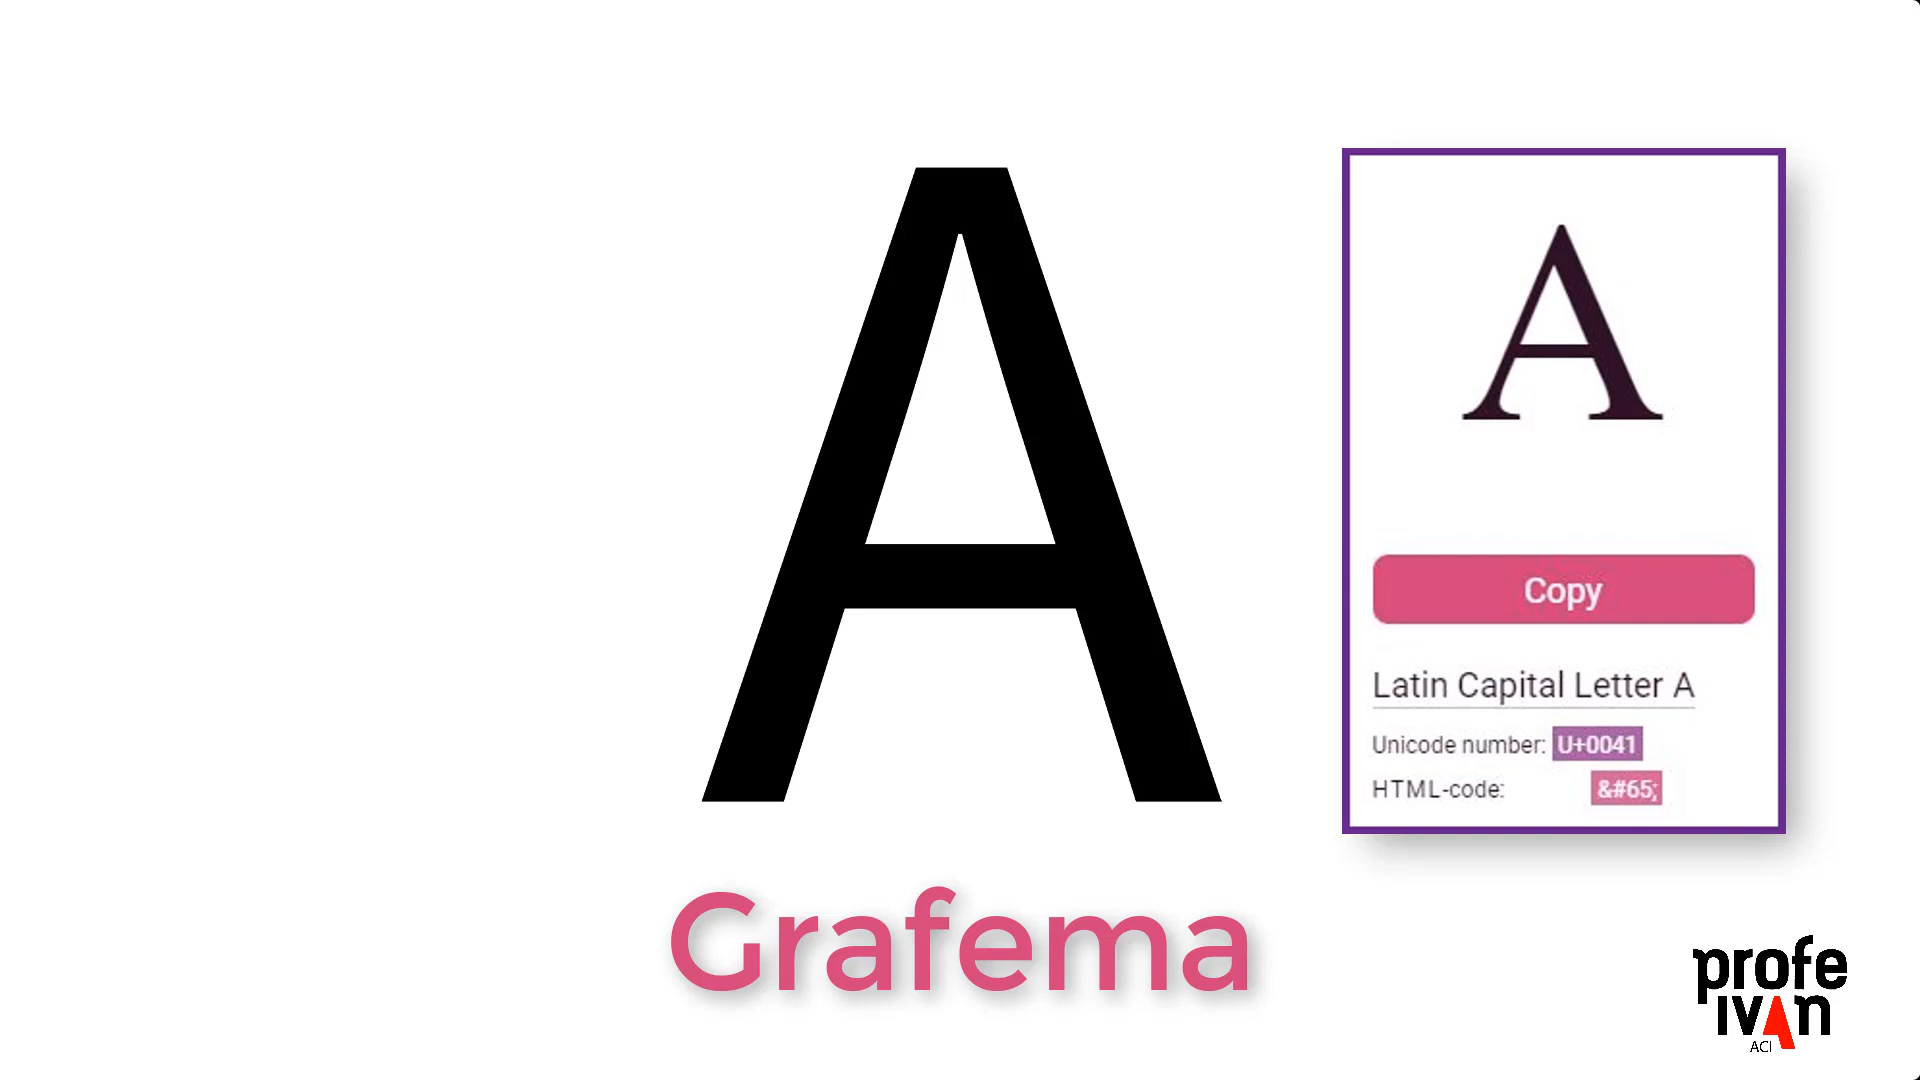 A
Grafema
A
Copy
Latin Capital Letter A
Unicode number: U+0041
HTML-code: &#65;
profe
ivan
ACI